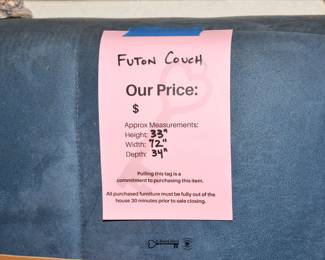 FUTON COUCH
Our Price:
$
Approx Measurements:
Height: 33"
Width: 72"
Depth: 34"
Pulling this tag is a
commitment to purchasing this item.
All purchased furniture must be fully out of the
house 30 minutes prior to sale closing.